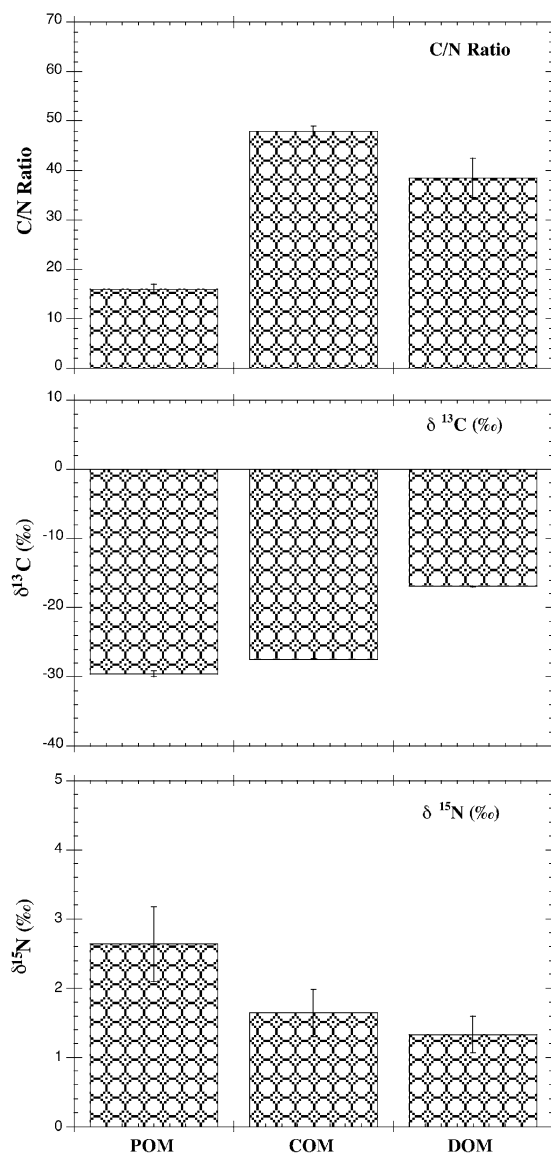 70
60
50
40
30
20
10
0
C/N Ratio
C/N Ratio
10
0
-10
-20
-30
-40
δ¹³C (‰)
δ ¹³C (‰)
5
4
3
2
1
0
δ¹⁵N (‰)
δ ¹⁵N (‰)
POM COM DOM